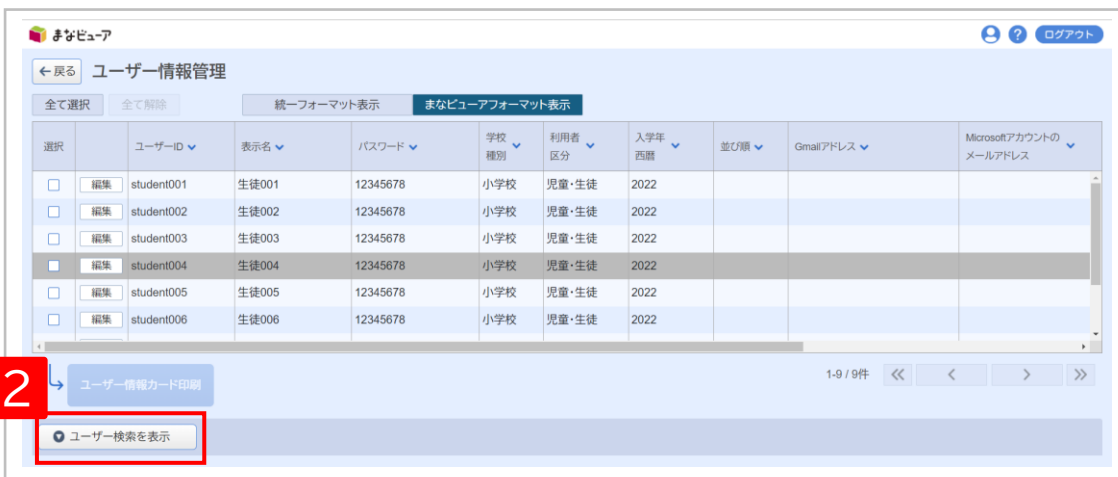 まなビューア
? ログアウト
←戻る ユーザー情報管理
全て選択 全て解除 統一フォーマット表示 まなビューアフォーマット表示
選択 ユーザーID 表示名 パスワード 学校種別 利用者区分 入学年西暦 並び順 Gmailアドレス Microsoftアカウントのメールアドレス
編集 student001 生徒001 12345678 小学校 児童・生徒 2022
編集 student002 生徒002 12345678 小学校 児童・生徒 2022
編集 student003 生徒003 12345678 小学校 児童・生徒 2022
編集 student004 生徒004 12345678 小学校 児童・生徒 2022
編集 student005 生徒005 12345678 小学校 児童・生徒 2022
編集 student006 生徒006 12345678 小学校 児童・生徒 2022
2 ユーザー情報カード印刷 1-9 / 9件
ユーザー検索を表示